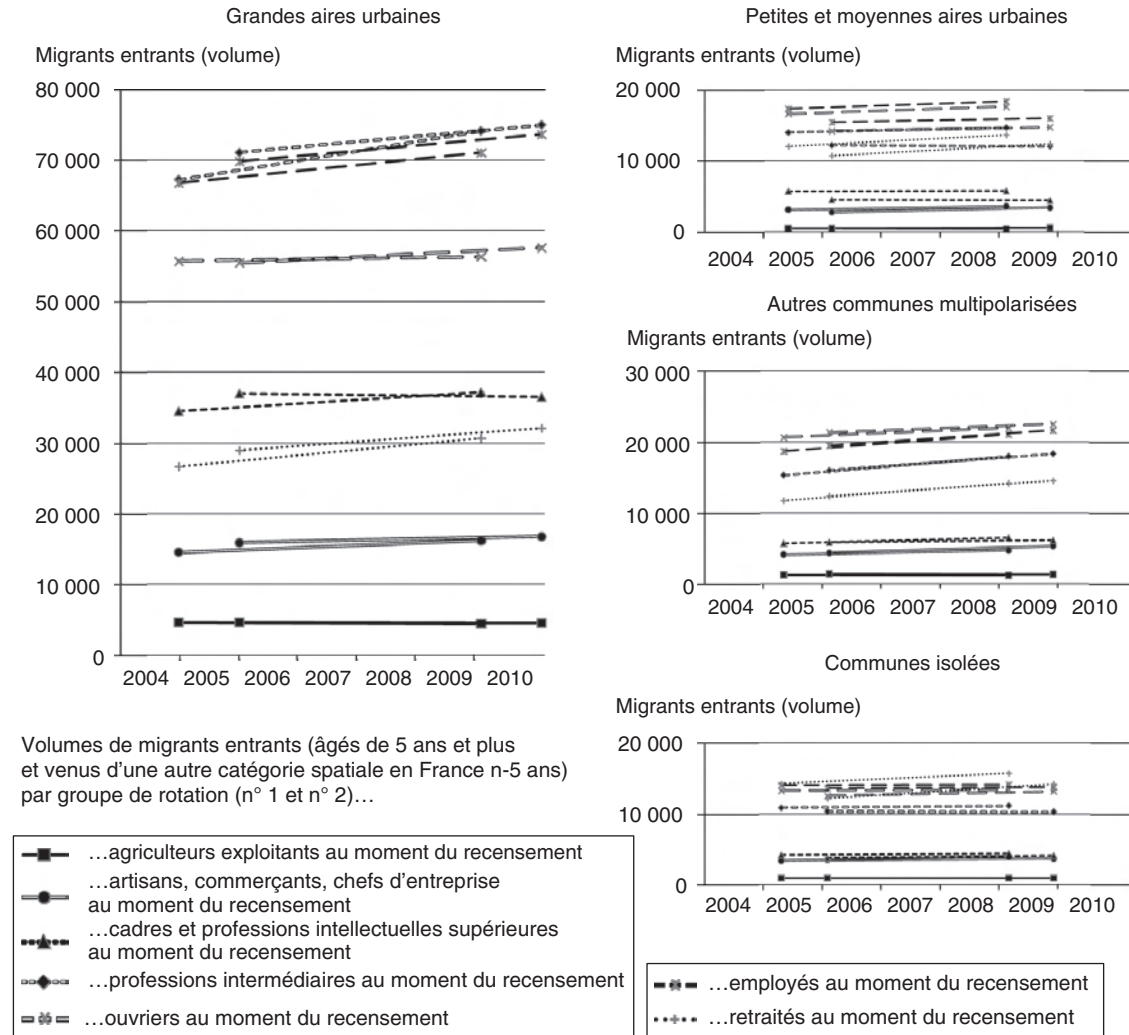 Grandes aires urbaines
Migrants entrants (volume)
80 000
70 000
60 000
50 000
40 000
30 000
20 000
10 000
0
2004 2005 2006 2007 2008 2009 2010
Petites et moyennes aires urbaines
Migrants entrants (volume)
20 000
10 000
0
2004 2005 2006 2007 2008 2009 2010
Autres communes multipolarisées
Migrants entrants (volume)
30 000
20 000
10 000
0
2004 2005 2006 2007 2008 2009 2010
Communes isolées
Migrants entrants (volume)
20 000
10 000
0
2004 2005 2006 2007 2008 2009 2010
Volumes de migrants entrants (âgés de 5 ans et plus
et venus d'une autre catégorie spatiale en France n-5 ans)
par groupe de rotation (n° 1 et n° 2)…
…agriculteurs exploitants au moment du recensement
…artisans, commerçants, chefs d'entreprise
au moment du recensement
…cadres et professions intellectuelles supérieures
au moment du recensement
…professions intermédiaires au moment du recensement
…ouvriers au moment du recensement
…employés au moment du recensement
…retraités au moment du recensement